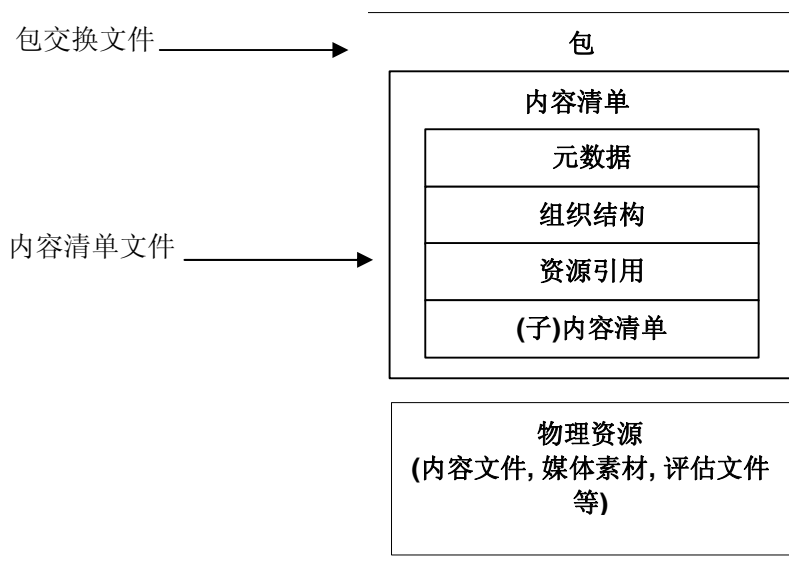 包交换文件
包
内容清单
元数据
组织结构
内容清单文件
资源引用
(子)内容清单
物理资源
(内容文件, 媒体素材, 评估文件
等)